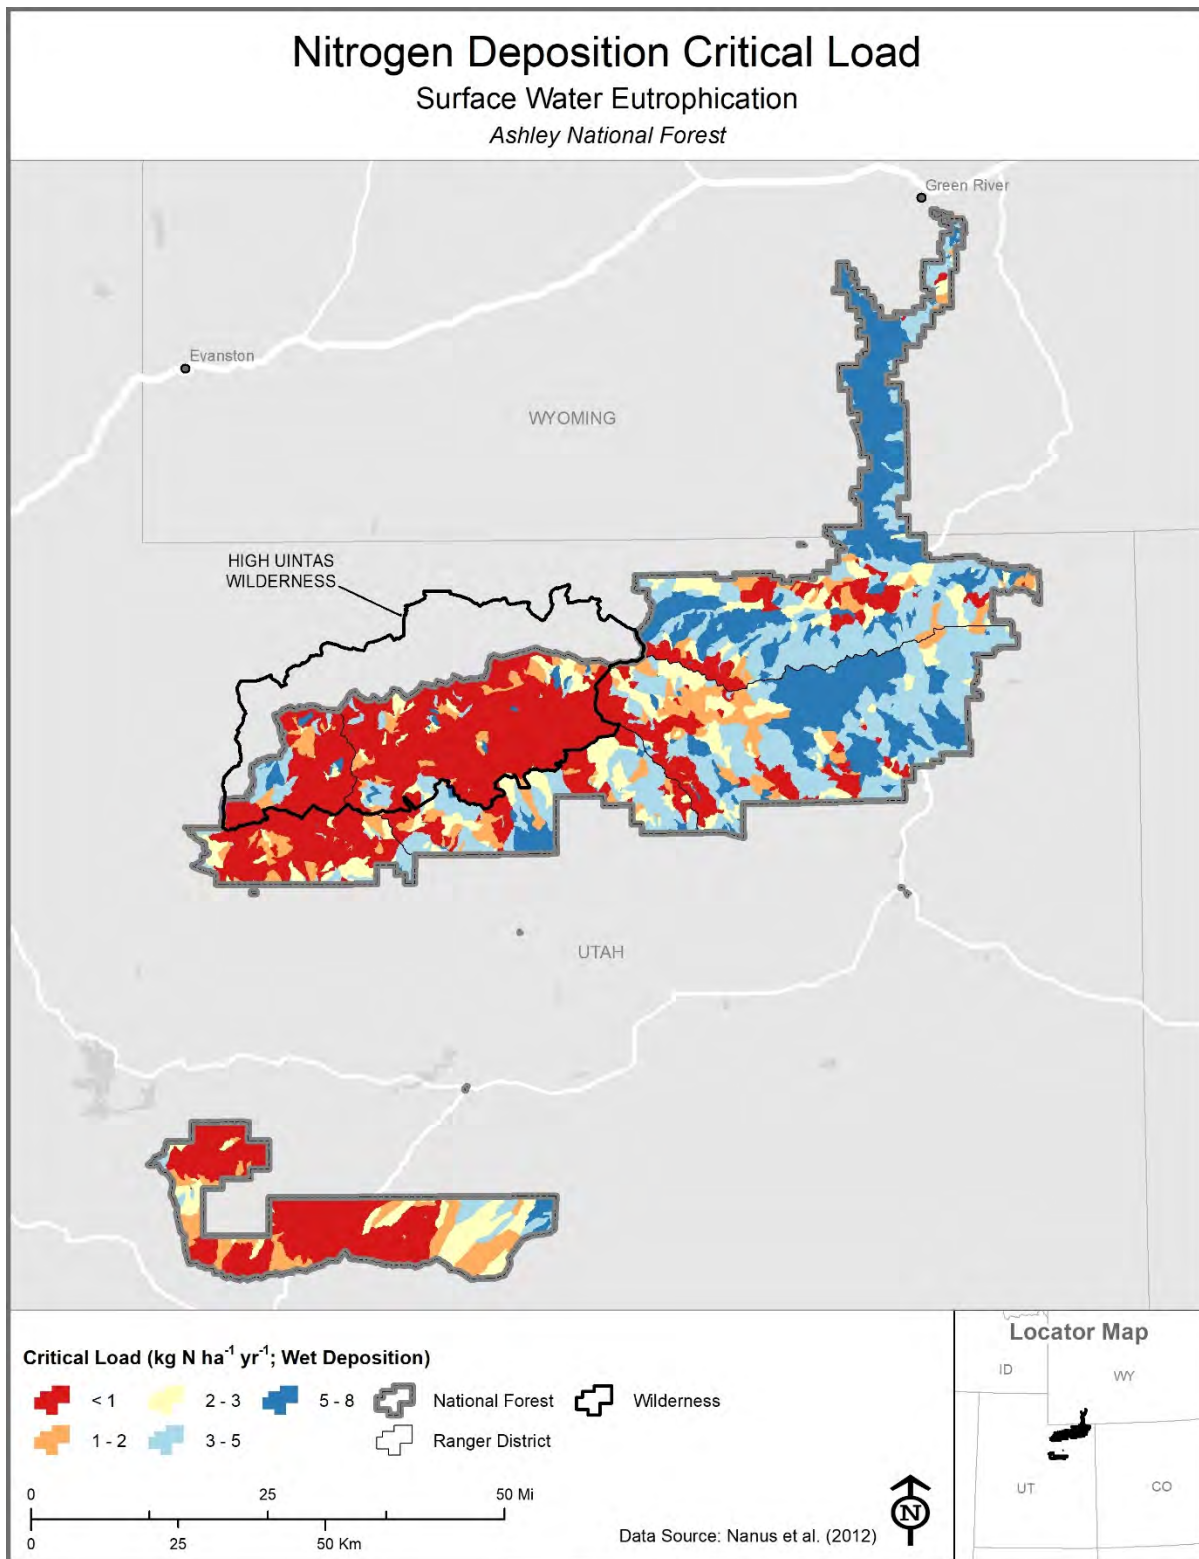 Nitrogen Deposition Critical Load
Surface Water Eutrophication
Ashley National Forest
Green River
Evanston
WYOMING
HIGH UINTAS
WILDERNESS
UTAH
Critical Load (kg N ha⁻¹ yr⁻¹; Wet Deposition)
< 1
2 - 3
5 - 8
National Forest
Wilderness
1 - 2
3 - 5
Ranger District
0 25 50 Mi
0 25 50 Km
N
Data Source: Nanus et al. (2012)
Locator Map
ID
WY
UT
CO